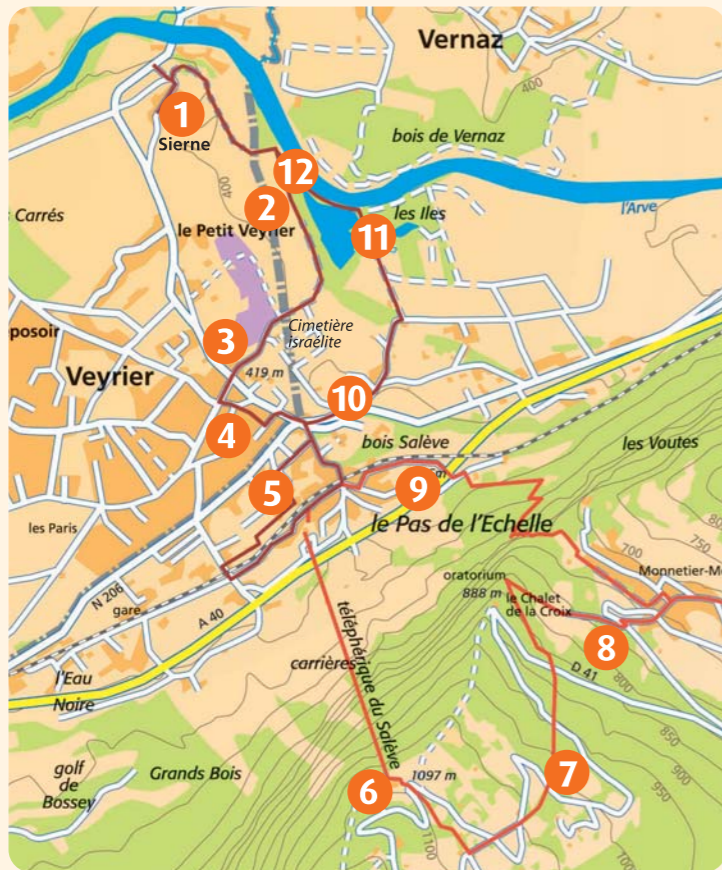 Vernaz
400
1
Sierne
bois de Vernaz
12
400
2
l'Arve
s Carrés
les Iles
le Petit Veyrier
11
Cimetière
israélite
3
éposoir
Veyrier
419 m
10
4
bois Salève
les Voutes
5
9
m
le Pas de l'Echelle
les Paris
700
750
Monnetier-Mo
oratorium
888 m
le Chalet
de la Croix
N 206
gare
A 40
8
téléphérique du Salève
carrières
D 41
800
l'Eau
Noire
850
900
950
golf
de
Bossey
Grands Bois
1097 m
7
6
1100
1000